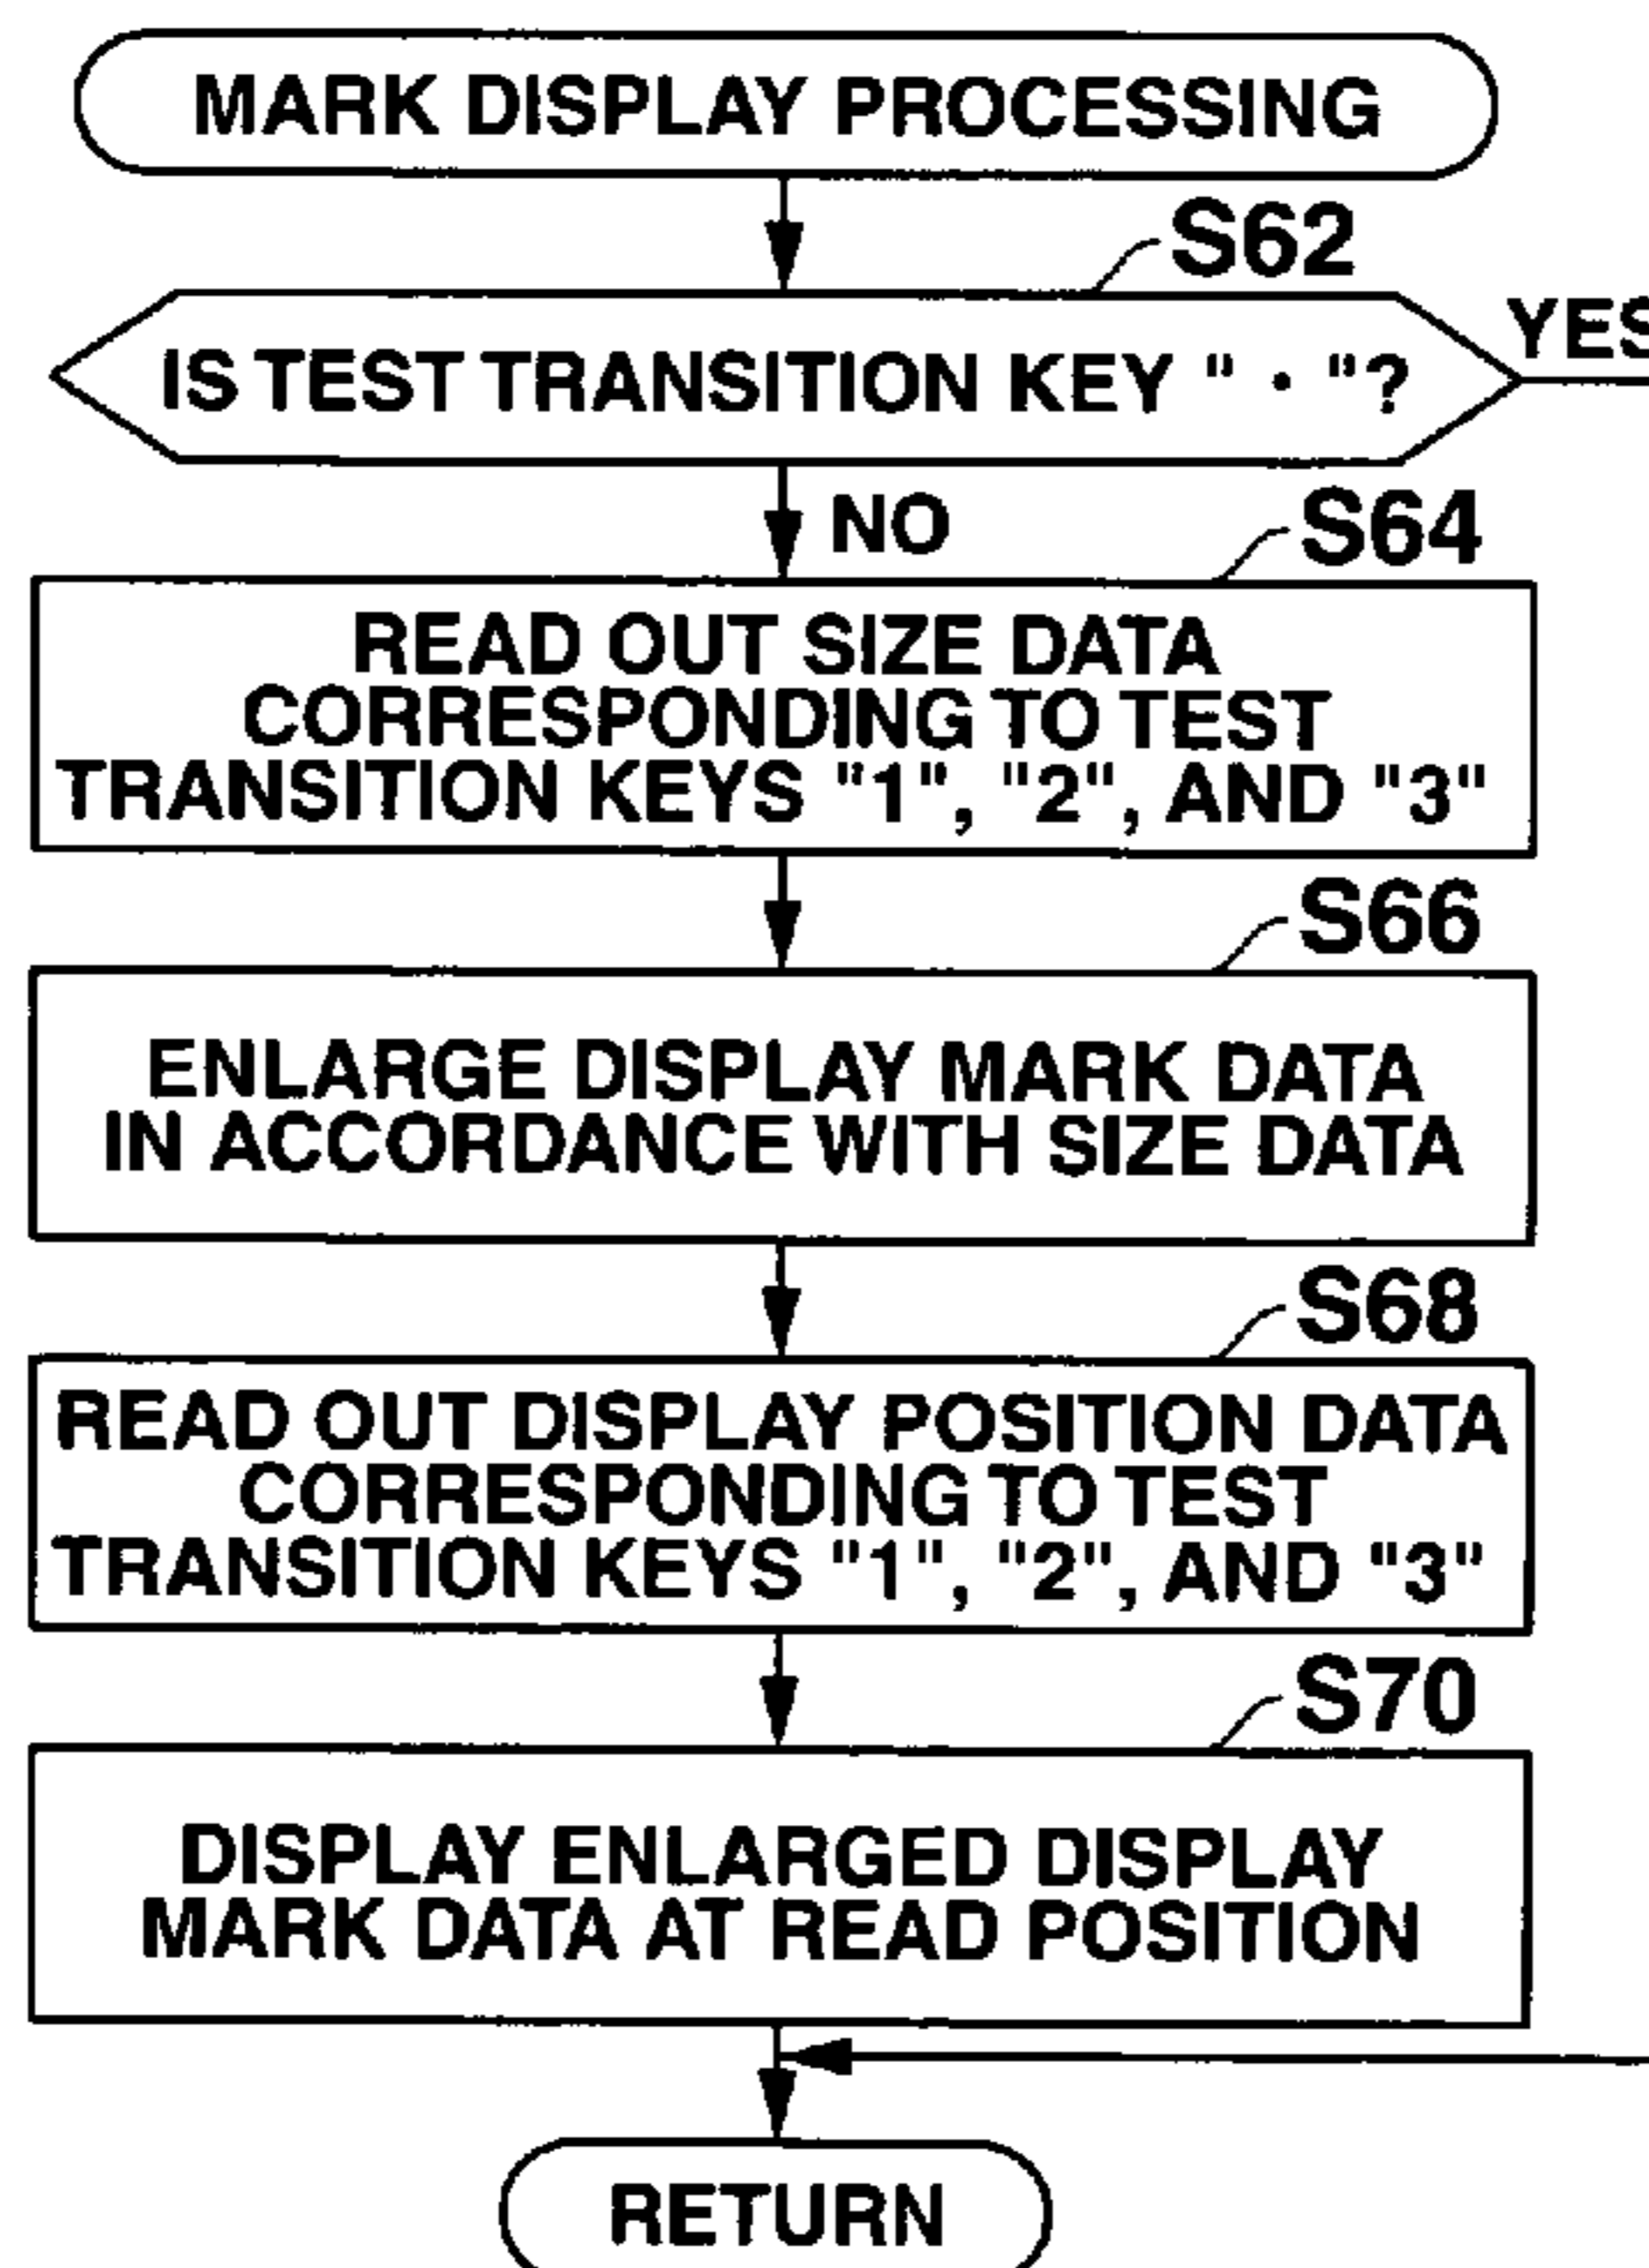 MARK DISPLAY PROCESSING
S62
IS TEST TRANSITION KEY " · "?
YES
NO
S64
READ OUT SIZE DATA
CORRESPONDING TO TEST
TRANSITION KEYS "1", "2", AND "3"
S66
ENLARGE DISPLAY MARK DATA
IN ACCORDANCE WITH SIZE DATA
S68
READ OUT DISPLAY POSITION DATA
CORRESPONDING TO TEST
TRANSITION KEYS "1", "2", AND "3"
S70
DISPLAY ENLARGED DISPLAY
MARK DATA AT READ POSITION
RETURN